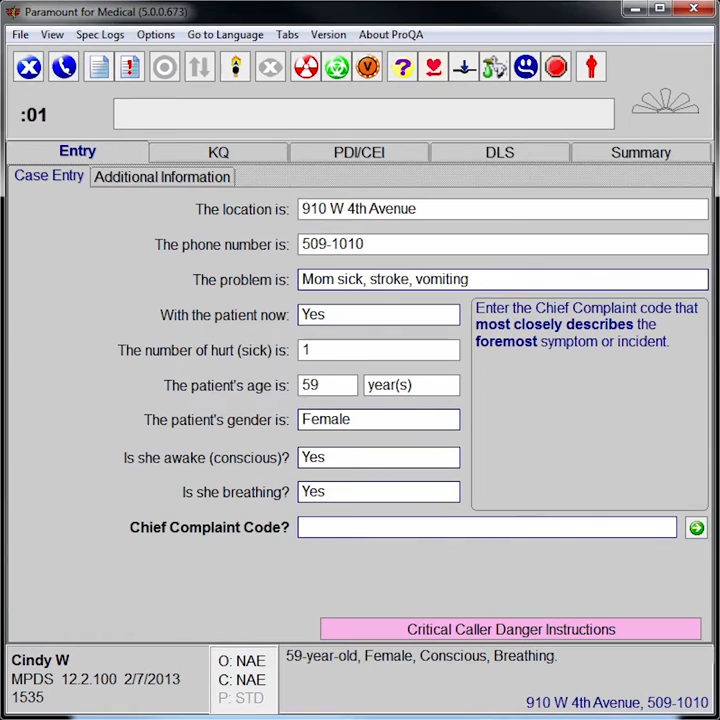 Paramount for Medical (5.0.0.673)
File View Spec Logs Options Go to Language Tabs Version About ProQA
:01
Entry KQ PDI/CEI DLS Summary
Case Entry Additional Information
The location is: 910 W 4th Avenue
The phone number is: 509-1010
The problem is: Mom sick, stroke, vomiting
With the patient now: Yes
Enter the Chief Complaint code that
most closely describes the
foremost symptom or incident.
The number of hurt (sick) is: 1
The patient's age is: 59 year(s)
The patient's gender is: Female
Is she awake (conscious)? Yes
Is she breathing? Yes
Chief Complaint Code?
Critical Caller Danger Instructions
Cindy W
MPDS 12.2.100 2/7/2013
1535
O: NAE
C: NAE
P: STD
59-year-old, Female, Conscious, Breathing.
910 W 4th Avenue, 509-1010